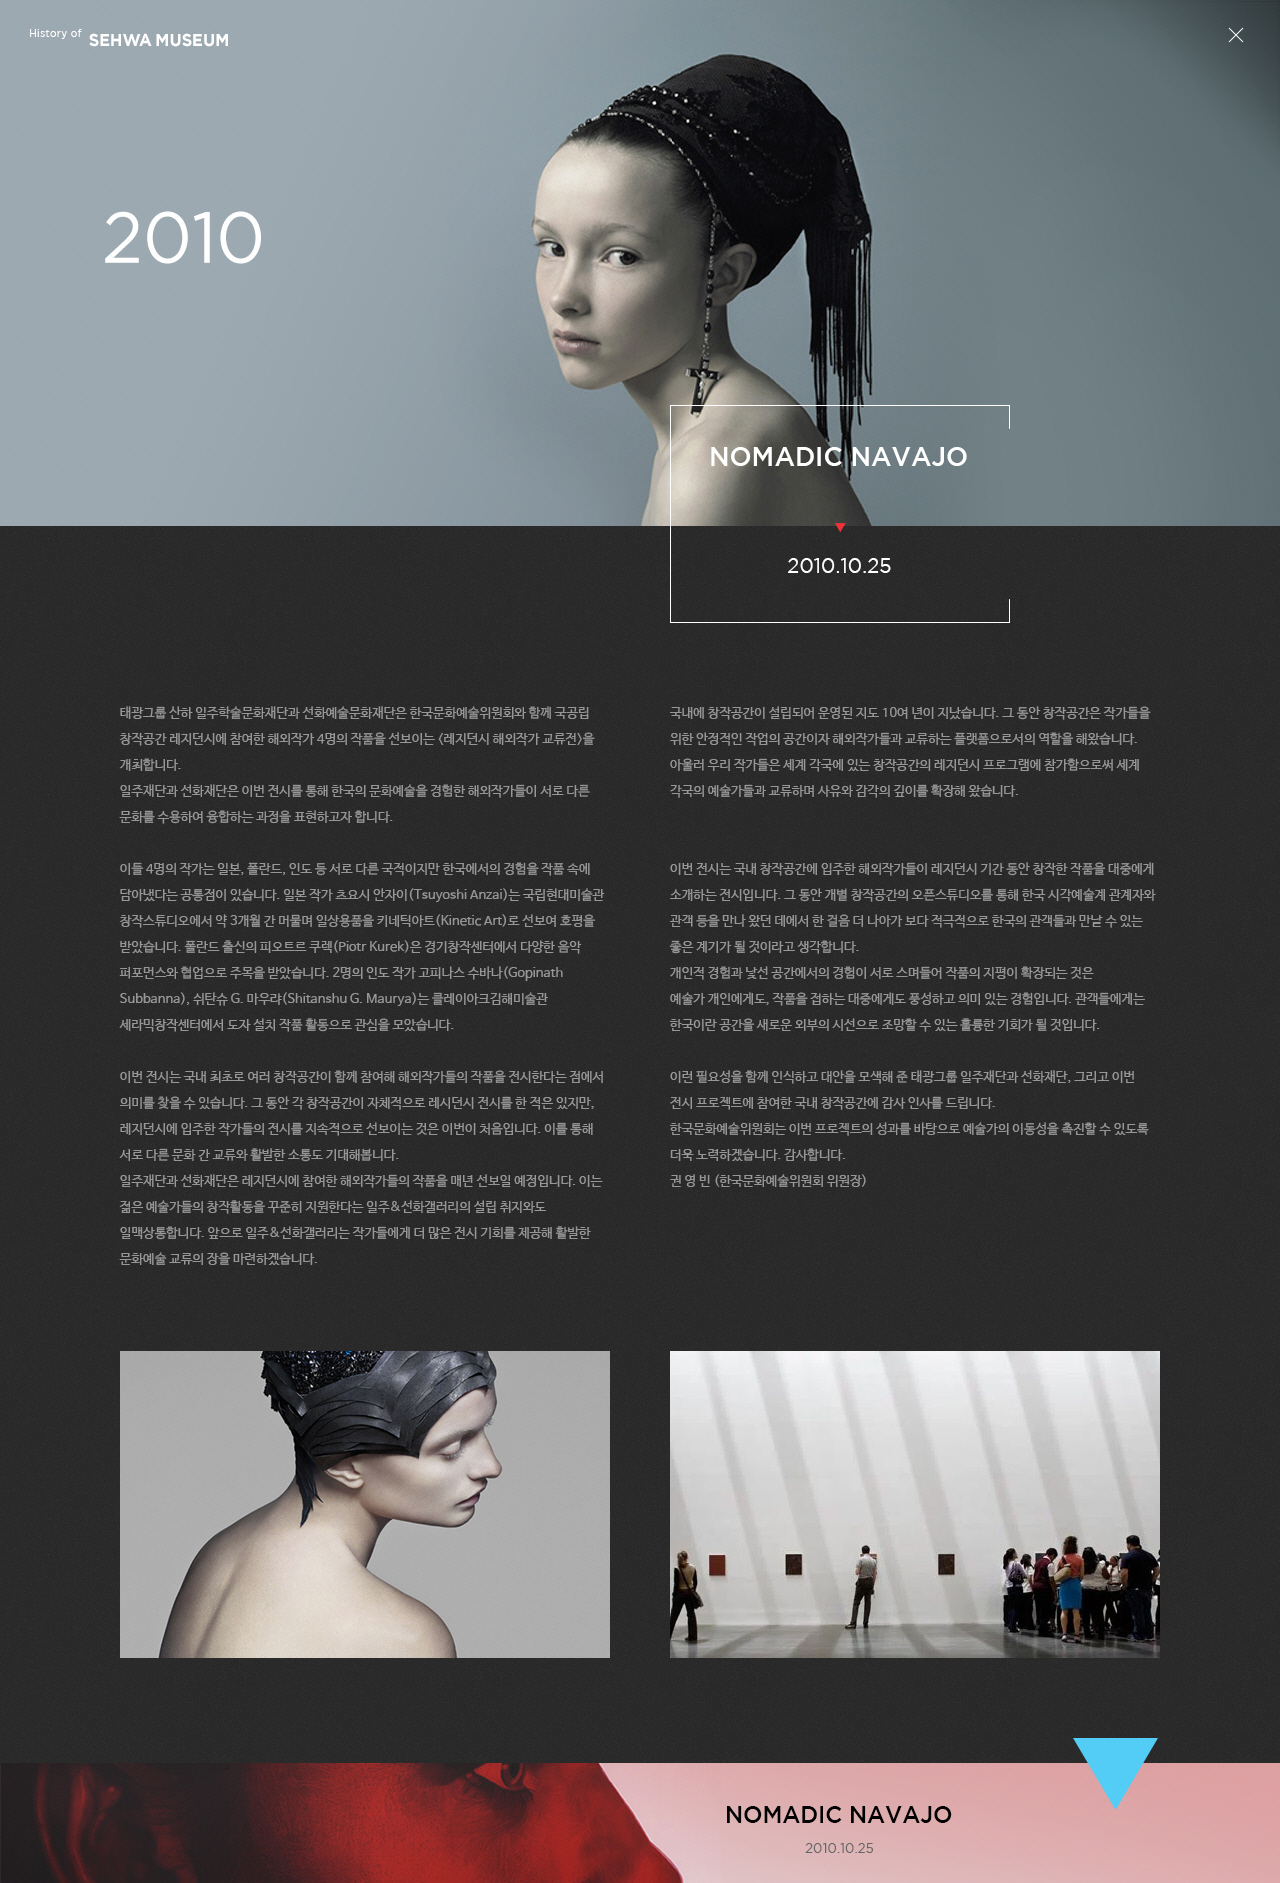 History of SEHWA MUSEUM
2010
NOMADIC NAVAJO
2010.10.25
태광그룹 산하 일주학술문화재단과 선화예술문화재단은 한국문화예술위원회와 함께 국공립
창작공간 레지던시에 참여한 해외작가 4명의 작품을 선보이는 <레지던시 해외작가 교류전>을
개최합니다.
일주재단과 선화재단은 이번 전시를 통해 한국의 문화예술을 경험한 해외작가들이 서로 다른
문화를 수용하여 융합하는 과정을 표현하고자 합니다.
이들 4명의 작가는 일본, 폴란드, 인도 등 서로 다른 국적이지만 한국에서의 경험을 작품 속에
담아냈다는 공통점이 있습니다. 일본 작가 츠요시 안자이(Tsuyoshi Anzai)는 국립현대미술관
창작스튜디오에서 약 3개월 간 머물며 일상용품을 키네틱아트(Kinetic Art)로 선보여 호평을
받았습니다. 폴란드 출신의 피오트르 쿠렉(Piotr Kurek)은 경기창작센터에서 다양한 음악
퍼포먼스와 협업으로 주목을 받았습니다. 2명의 인도 작가 고피나스 수바나(Gopinath
Subbanna), 쉬탄슈 G. 마우랴(Shitanshu G. Maurya)는 클레이아크김해미술관
세라믹창작센터에서 도자 설치 작품 활동으로 관심을 모았습니다.
이번 전시는 국내 최초로 여러 창작공간이 함께 참여해 해외작가들의 작품을 전시한다는 점에서
의미를 찾을 수 있습니다. 그 동안 각 창작공간이 자체적으로 레시던시 전시를 한 적은 있지만,
레지던시에 입주한 작가들의 전시를 지속적으로 선보이는 것은 이번이 처음입니다. 이를 통해
서로 다른 문화 간 교류와 활발한 소통도 기대해봅니다.
일주재단과 선화재단은 레지던시에 참여한 해외작가들의 작품을 매년 선보일 예정입니다. 이는
젊은 예술가들의 창작활동을 꾸준히 지원한다는 일주&선화갤러리의 설립 취지와도
일맥상통합니다. 앞으로 일주&선화갤러리는 작가들에게 더 많은 전시 기회를 제공해 활발한
문화예술 교류의 장을 마련하겠습니다.
국내에 창작공간이 설립되어 운영된 지도 10여 년이 지났습니다. 그 동안 창작공간은 작가들을
위한 안정적인 작업의 공간이자 해외작가들과 교류하는 플랫폼으로서의 역할을 해왔습니다.
아울러 우리 작가들은 세계 각국에 있는 창작공간의 레지던시 프로그램에 참가함으로써 세계
각국의 예술가들과 교류하며 사유와 감각의 깊이를 확장해 왔습니다.
이번 전시는 국내 창작공간에 입주한 해외작가들이 레지던시 기간 동안 창작한 작품을 대중에게
소개하는 전시입니다. 그 동안 개별 창작공간의 오픈스튜디오를 통해 한국 시각예술계 관계자와
관객 등을 만나 왔던 데에서 한 걸음 더 나아가 보다 적극적으로 한국의 관객들과 만날 수 있는
좋은 계기가 될 것이라고 생각합니다.
개인적 경험과 낯선 공간에서의 경험이 서로 스며들어 작품의 지평이 확장되는 것은
예술가 개인에게도, 작품을 접하는 대중에게도 풍성하고 의미 있는 경험입니다. 관객들에게는
한국이란 공간을 새로운 외부의 시선으로 조망할 수 있는 훌륭한 기회가 될 것입니다.
이런 필요성을 함께 인식하고 대안을 모색해 준 태광그룹 일주재단과 선화재단, 그리고 이번
전시 프로젝트에 참여한 국내 창작공간에 감사 인사를 드립니다.
한국문화예술위원회는 이번 프로젝트의 성과를 바탕으로 예술가의 이동성을 촉진할 수 있도록
더욱 노력하겠습니다. 감사합니다.
권 영 빈 (한국문화예술위원회 위원장)
NOMADIC NAVAJO
2010.10.25